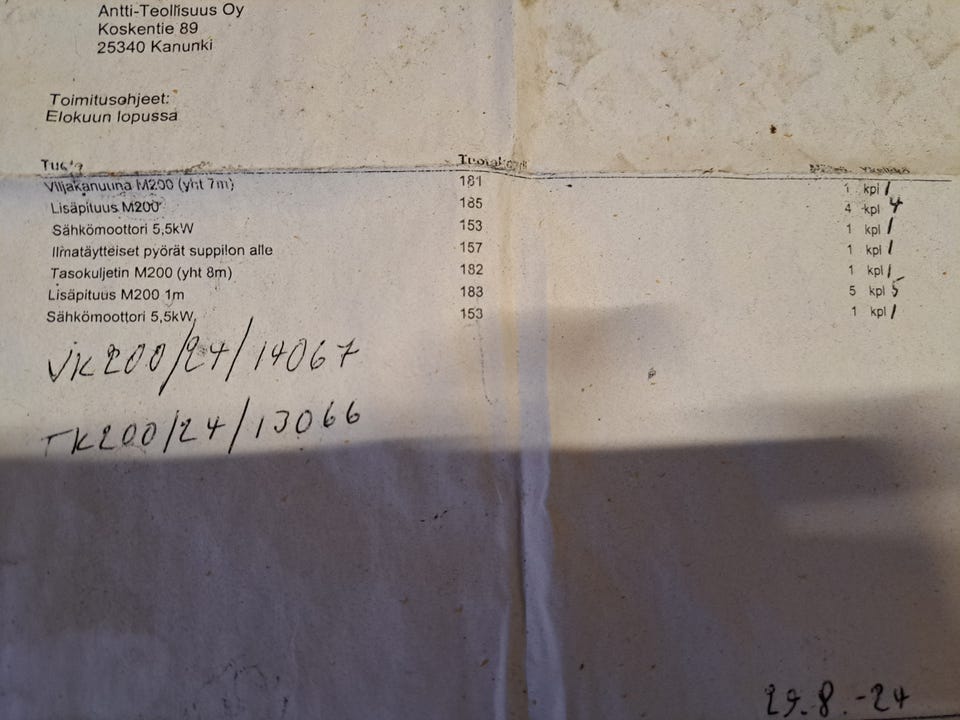 Antti-Teollisuus Oy
Koskentie 89
25340 Kanunki
Toimitusohjeet:
Elokuun lopussa
Viljakanuuna M200 (yht 7m) 181 1 kpl 1
Lisäpituus M200 185 4 kpl 4
Sähkömoottori 5,5kW 153 1 kpl 1
Ilmatäytteiset pyörät suppilon alle 157 1 kpl 1
Tasokuljetin M200 (yht 8m) 182 1 kpl 1
Lisäpituus M200 1m 183 5 kpl 5
Sähkömoottori 5,5kW 153 1 kpl 1
VK200/24/14067
TK200/24/13066
29.8.-24